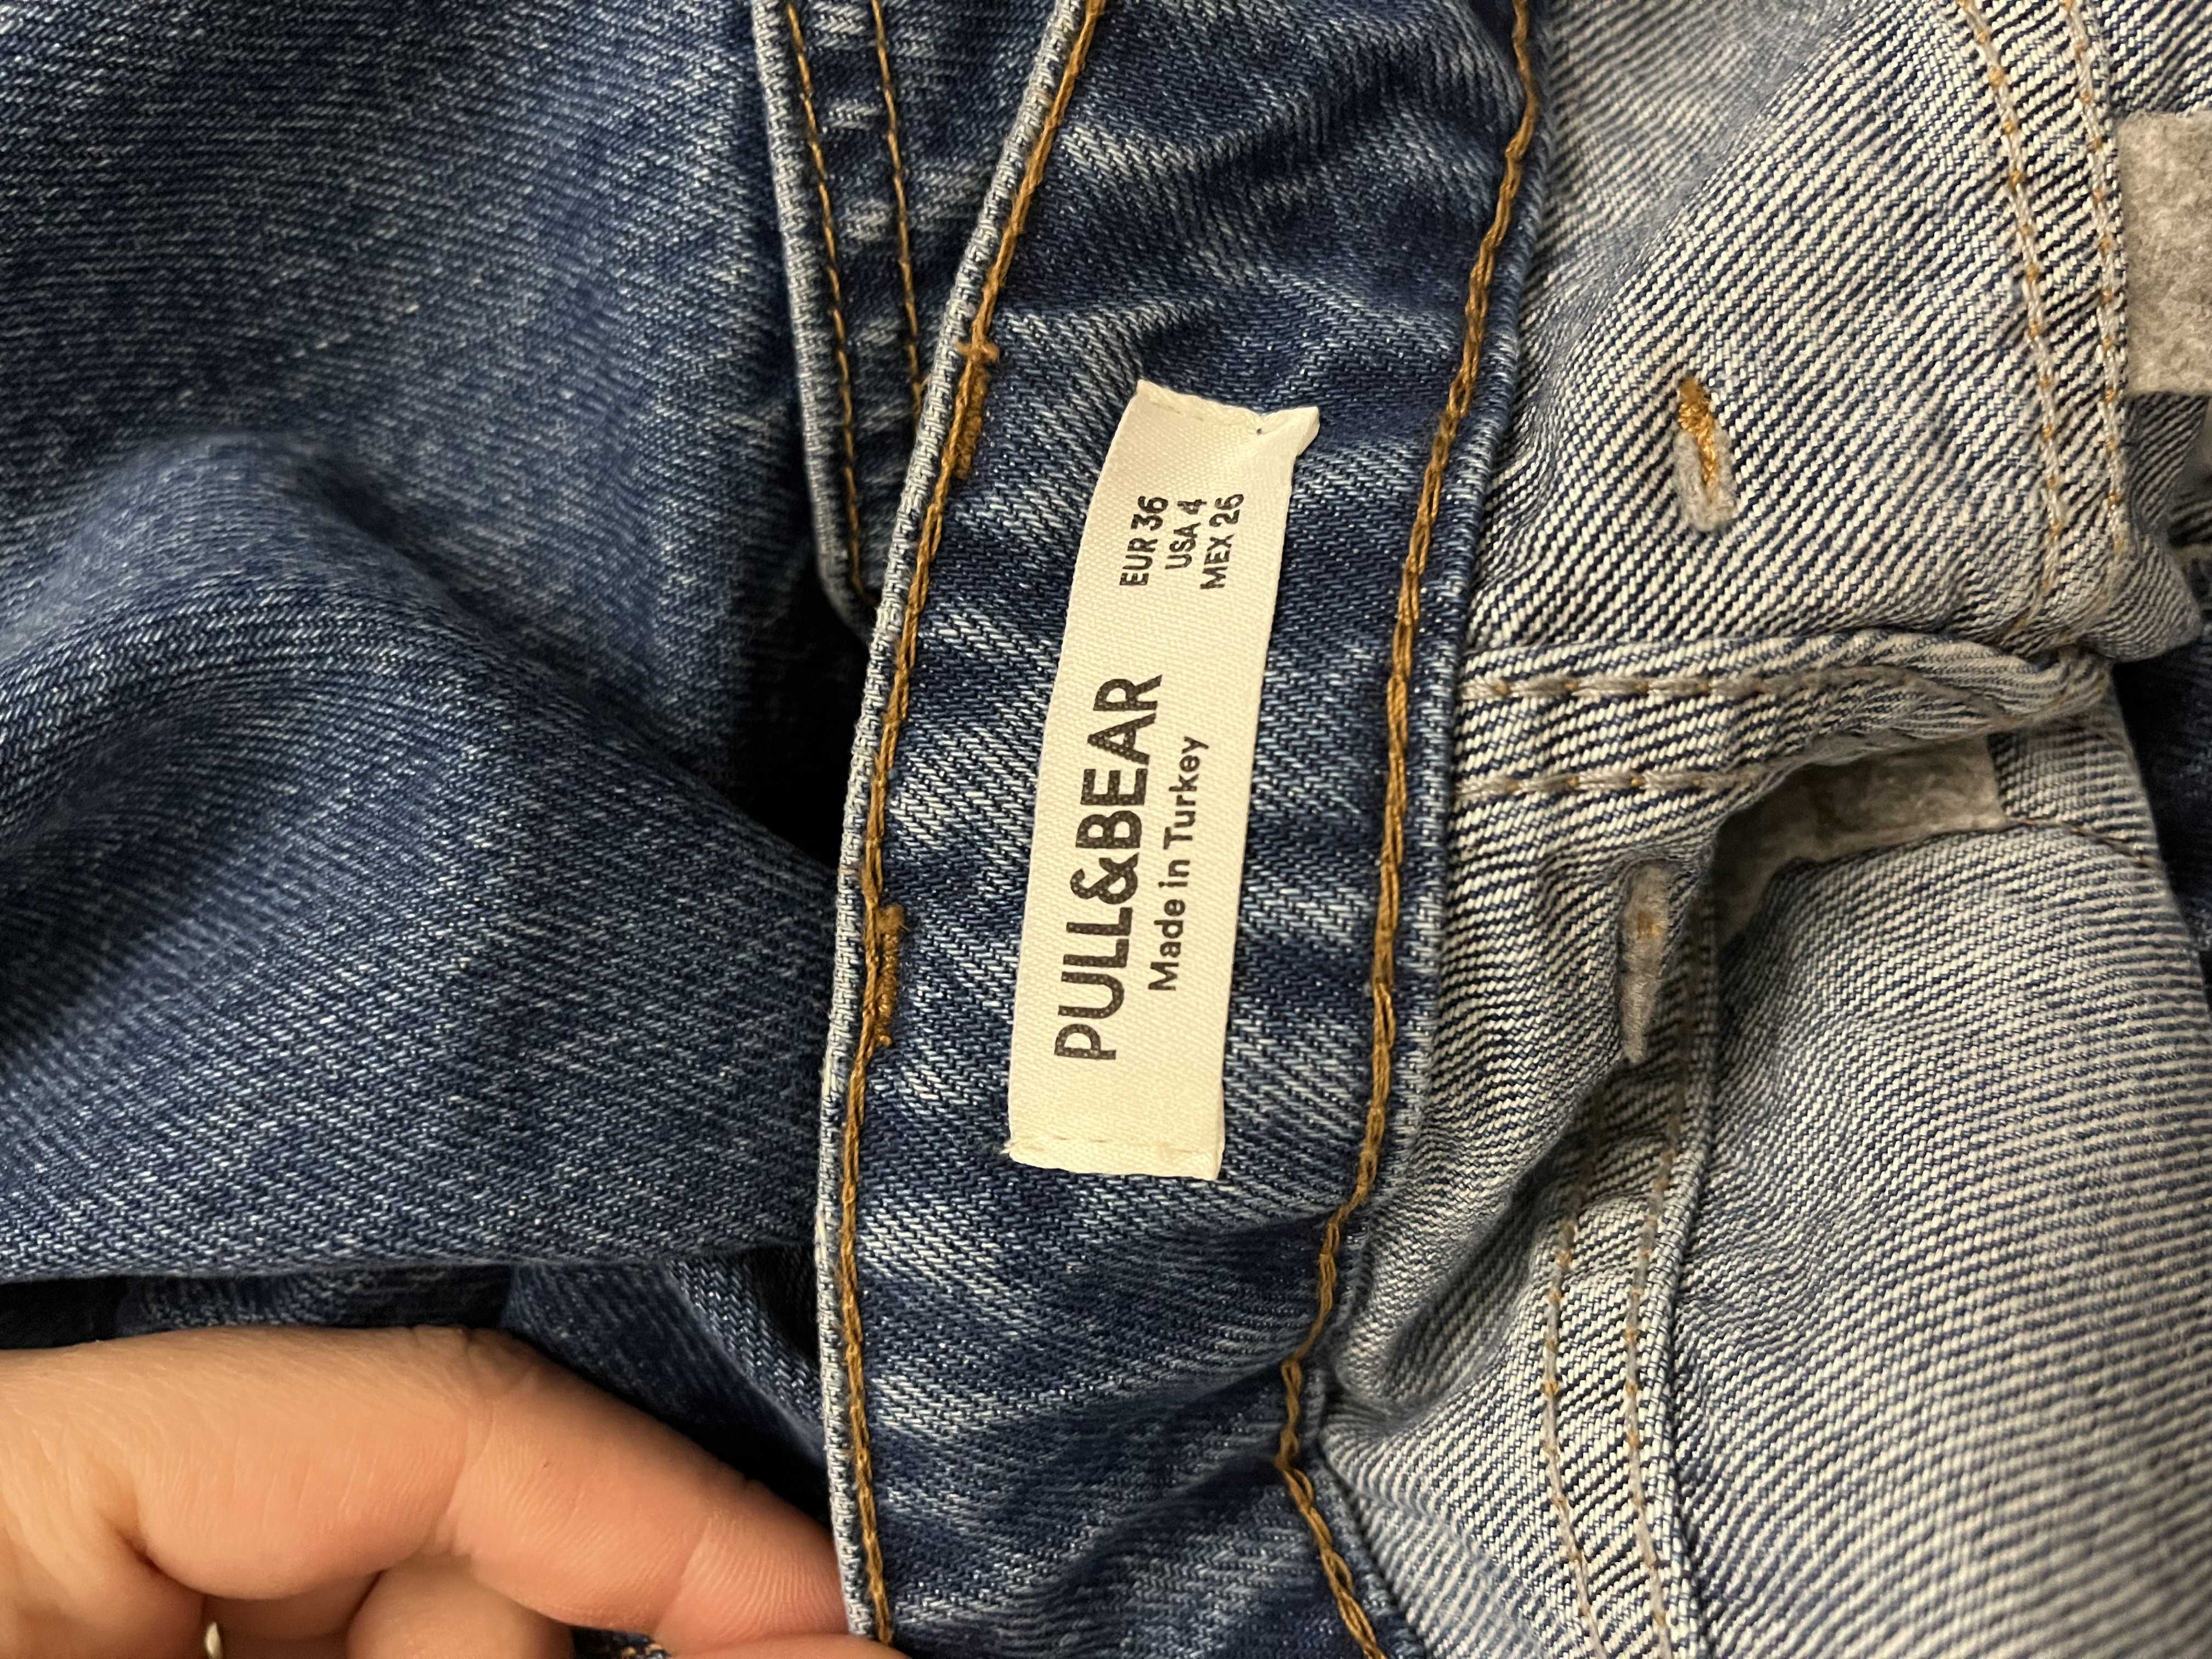 PULL&BEAR
Made in Turkey
EUR 36
USA 4
MEX 26